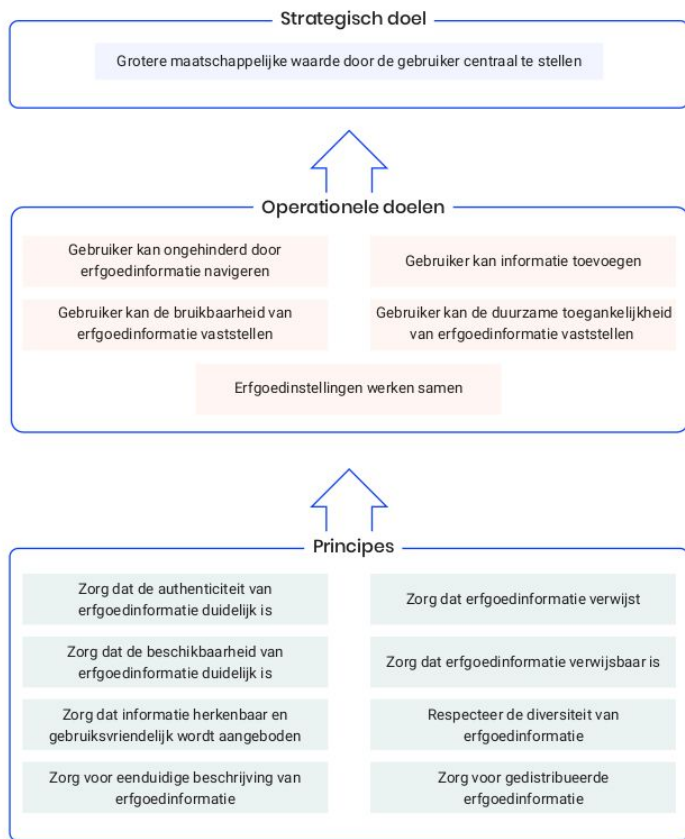 Strategisch doel
Grotere maatschappelijke waarde door de gebruiker centraal te stellen
Operationele doelen
Gebruiker kan ongehinderd door
erfgoedinformatie navigeren
Gebruiker kan informatie toevoegen
Gebruiker kan de bruikbaarheid van
erfgoedinformatie vaststellen
Gebruiker kan de duurzame toegankelijkheid
van erfgoedinformatie vaststellen
Erfgoedinstellingen werken samen
Principes
Zorg dat de authenticiteit van
erfgoedinformatie duidelijk is
Zorg dat erfgoedinformatie verwijst
Zorg dat de beschikbaarheid van
erfgoedinformatie duidelijk is
Zorg dat erfgoedinformatie verwijsbaar is
Zorg dat informatie herkenbaar en
gebruiksvriendelijk wordt aangeboden
Respecteer de diversiteit van
erfgoedinformatie
Zorg voor eenduidige beschrijving van
erfgoedinformatie
Zorg voor gedistribueerde
erfgoedinformatie